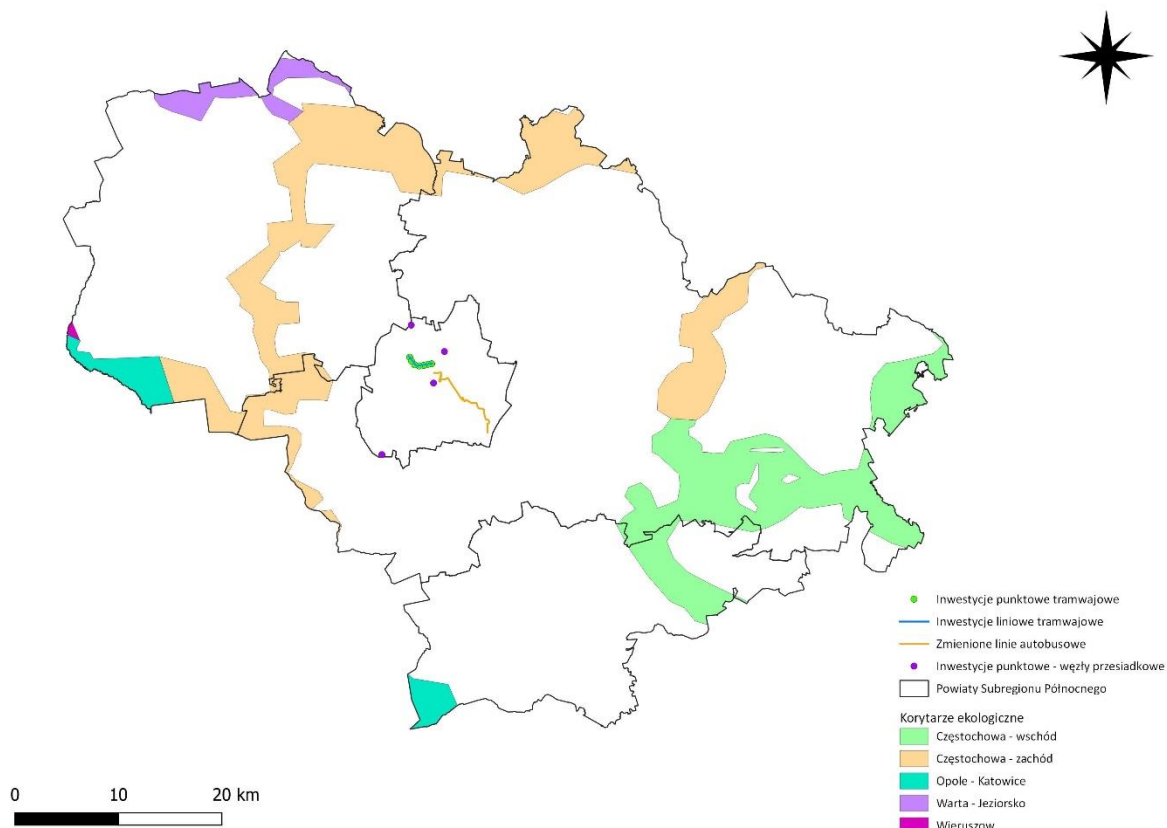 Inwestycje punktowe tramwajowe
Inwestycje liniowe tramwajowe
Zmienione linie autobusowe
Inwestycje punktowe - węzły przesiadkowe
Powiaty Subregionu Północnego
Korytarze ekologiczne
Częstochowa - wschód
Częstochowa - zachód
Opole - Katowice
Warta - Jeziorsko
Wieruszow
0 10 20 km